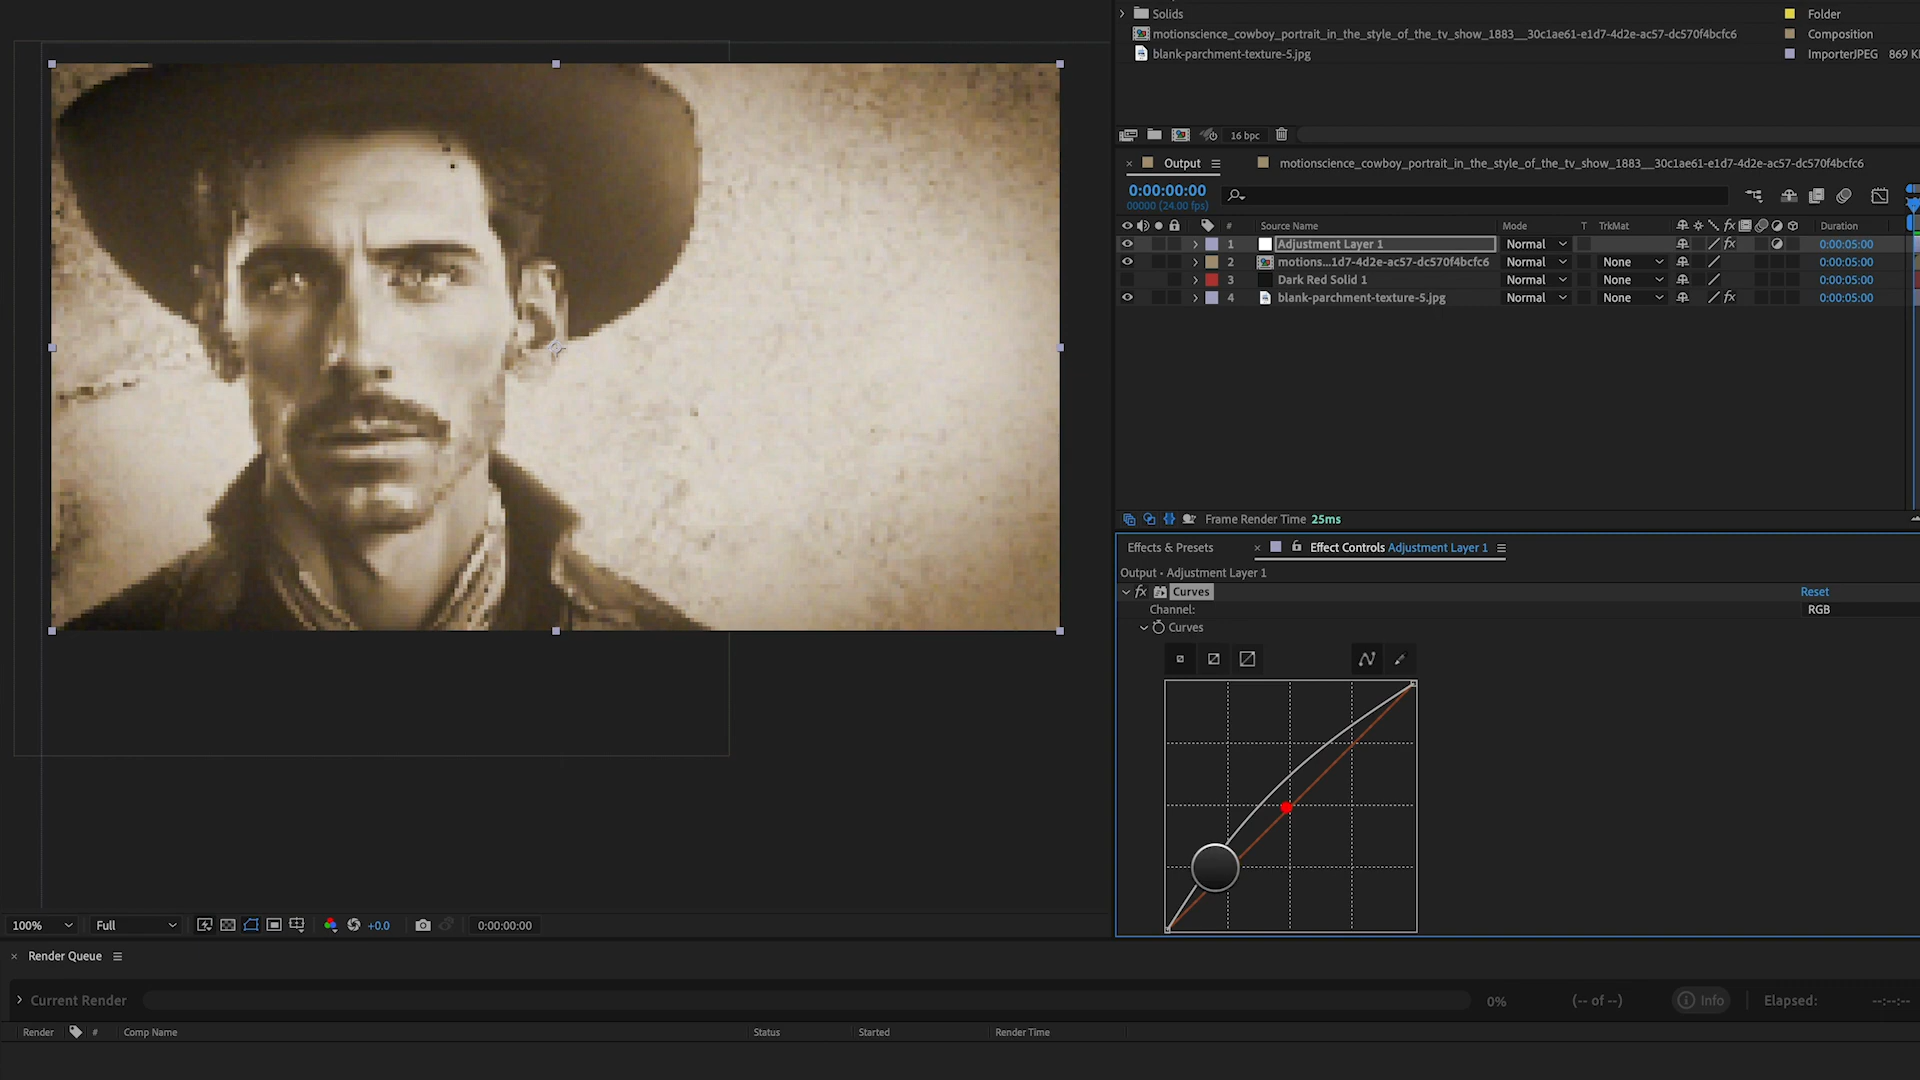 Solids
Folder
motionscience_cowboy_portrait_in_the_style_of_the_tv_show_1883__30c1ae61-e1d7-4d2e-ac57-dc570f4bcfc6
Composition
blank-parchment-texture-5.jpg
ImporterJPEG
869 K
16 bpc
Output
motionscience_cowboy_portrait_in_the_style_of_the_tv_show_1883__30c1ae61-e1d7-4d2e-ac57-dc570f4bcfc6
0:00:00:00
00000 (24.00 fps)
# Source Name Mode T TrkMat fx Duration
1 Adjustment Layer 1 Normal fx 0:00:05:00
2 motions...1d7-4d2e-ac57-dc570f4bcfc6 Normal None 0:00:05:00
3 Dark Red Solid 1 Normal None 0:00:05:00
4 blank-parchment-texture-5.jpg Normal None fx 0:00:05:00
Frame Render Time 25ms
Effects & Presets
Effect Controls Adjustment Layer 1
Output • Adjustment Layer 1
fx Curves Reset
Channel: RGB
Curves
100% Full +0.0 0:00:00:00
Render Queue
Current Render 0% (-- of --) Info Elapsed: --:--:--
Render # Comp Name Status Started Render Time